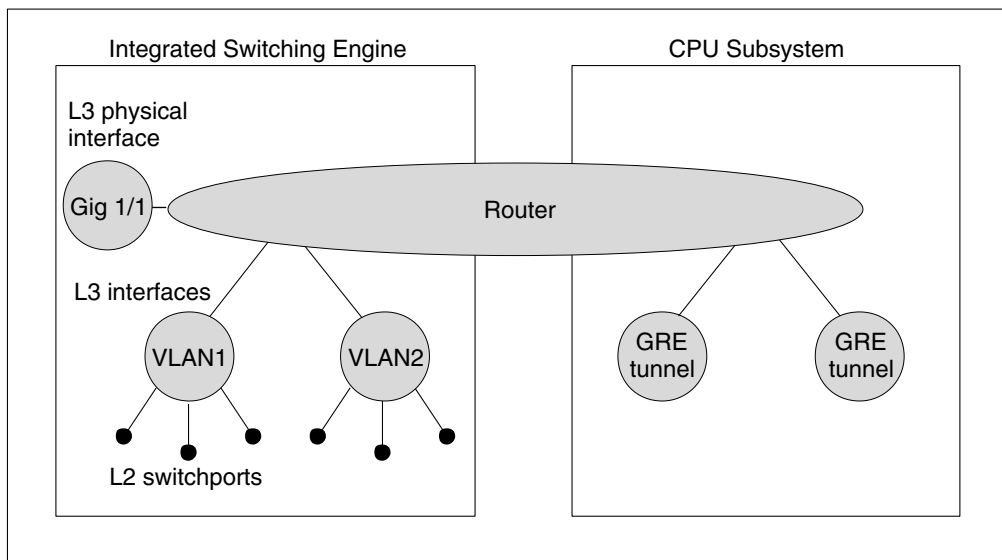 Integrated Switching Engine
CPU Subsystem
L3 physical
interface
Gig 1/1
Router
L3 interfaces
VLAN1
VLAN2
GRE
tunnel
GRE
tunnel
L2 switchports